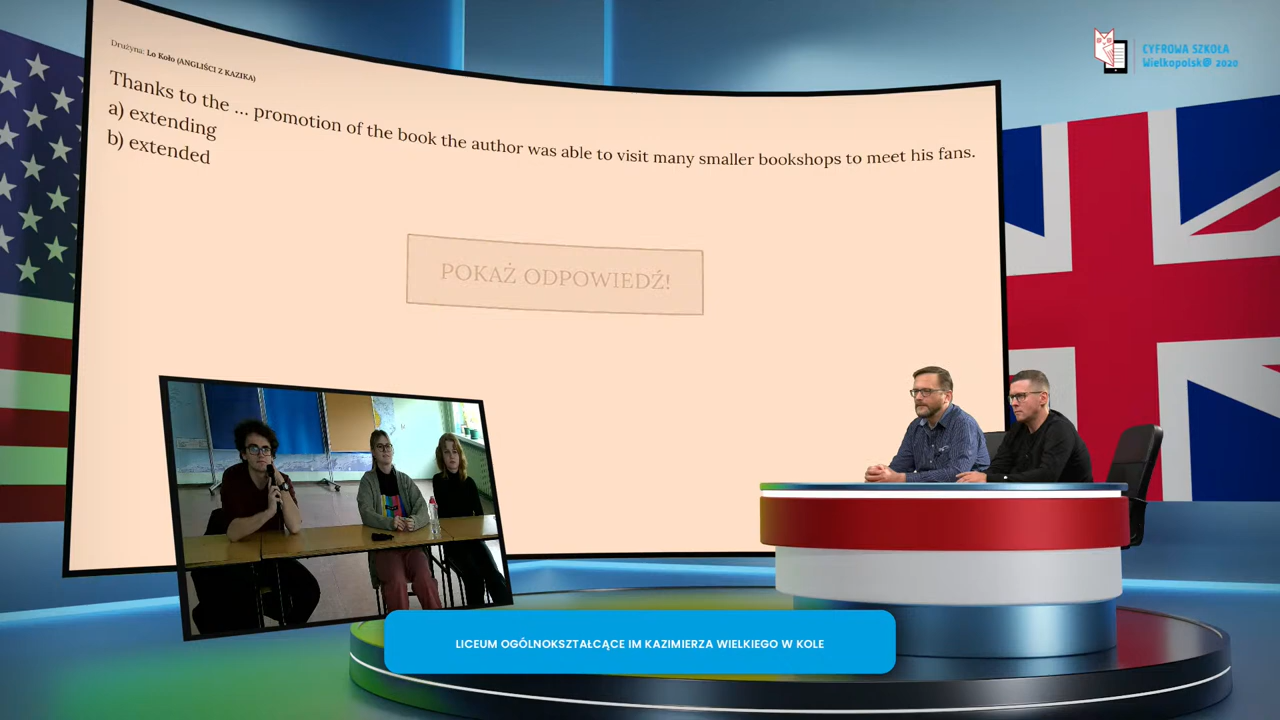 CYFROWA SZKOŁA
Wielkopolsk@ 2020
Drużyna: Lo Koło (ANGLIŚCI Z KAZIKA)
Thanks to the ... promotion of the book the author was able to visit many smaller bookshops to meet his fans.
a) extending
b) extended
POKAŻ ODPOWIEDŹ!
LICEUM OGÓLNOKSZTAŁCĄCE IM KAZIMIERZA WIELKIEGO W KOLE